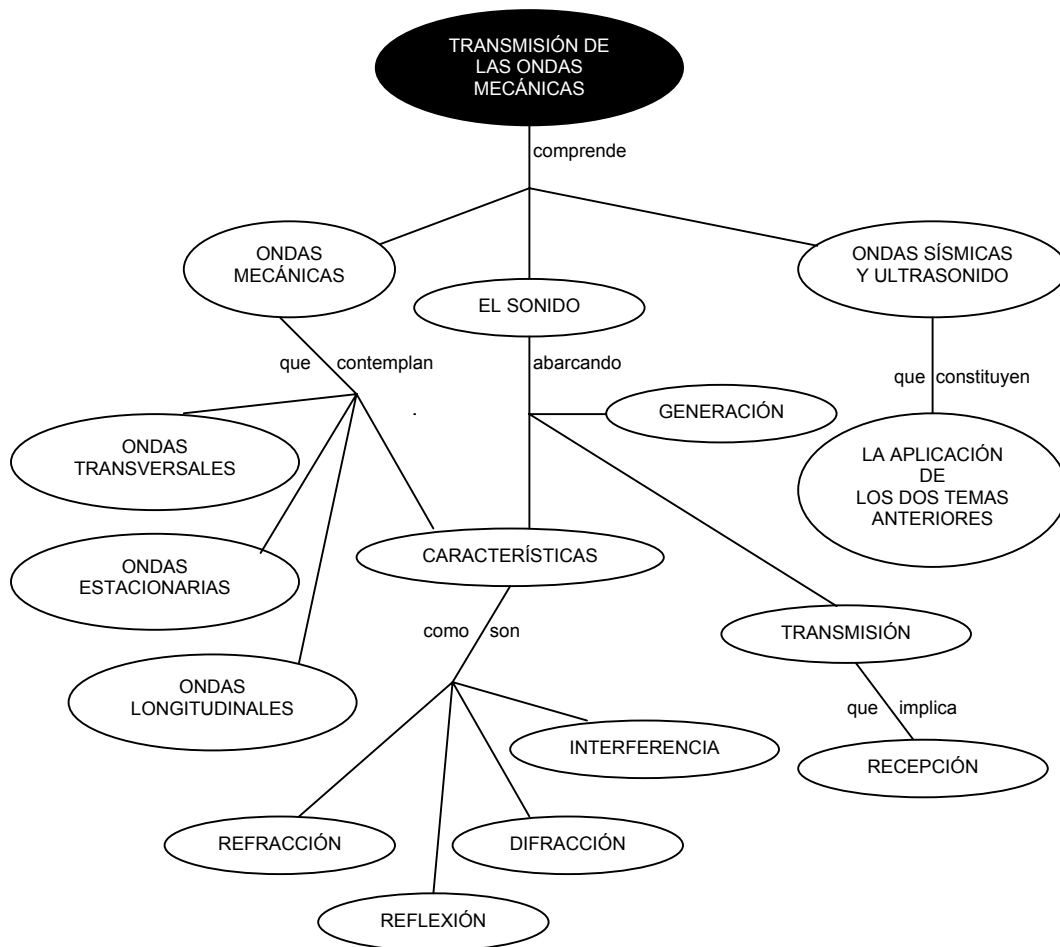 TRANSMISIÓN DE
LAS ONDAS
MECÁNICAS
comprende
ONDAS
MECÁNICAS
EL SONIDO
ONDAS SÍSMICAS
Y ULTRASONIDO
que contemplan
abarcando
que constituyen
GENERACIÓN
ONDAS
TRANSVERSALES
LA APLICACIÓN
DE
LOS DOS TEMAS
ANTERIORES
CARACTERÍSTICAS
ONDAS
ESTACIONARIAS
como son
TRANSMISIÓN
ONDAS
LONGITUDINALES
que implica
INTERFERENCIA
RECEPCIÓN
REFRACCIÓN
DIFRACCIÓN
REFLEXIÓN